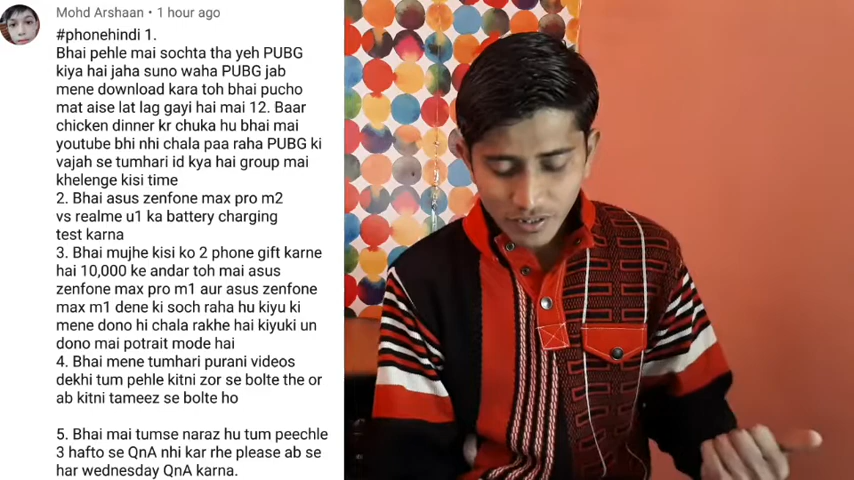 Mohd Arshaan • 1 hour ago
#phonehindi 1.
Bhai pehle mai sochta tha yeh PUBG
kiya hai jaha suno waha PUBG jab
mene download kara toh bhai pucho
mat aise lat lag gayi hai mai 12. Baar
chicken dinner kr chuka hu bhai mai
youtube bhi nhi chala paa raha PUBG ki
vajah se tumhari id kya hai group mai
khelenge kisi time
2. Bhai asus zenfone max pro m2
vs realme u1 ka battery charging
test karna
3. Bhai mujhe kisi ko 2 phone gift karne
hai 10,000 ke andar toh mai asus
zenfone max pro m1 aur asus zenfone
max m1 dene ki soch raha hu kiyu ki
mene dono hi chala rakhe hai kiyuki un
dono mai potrait mode hai
4. Bhai mene tumhari purani videos
dekhi tum pehle kitni zor se bolte the or
ab kitni tameez se bolte ho
5. Bhai mai tumse naraz hu tum peechle
3 hafto se QnA nhi kar rhe please ab se
har wednesday QnA karna.